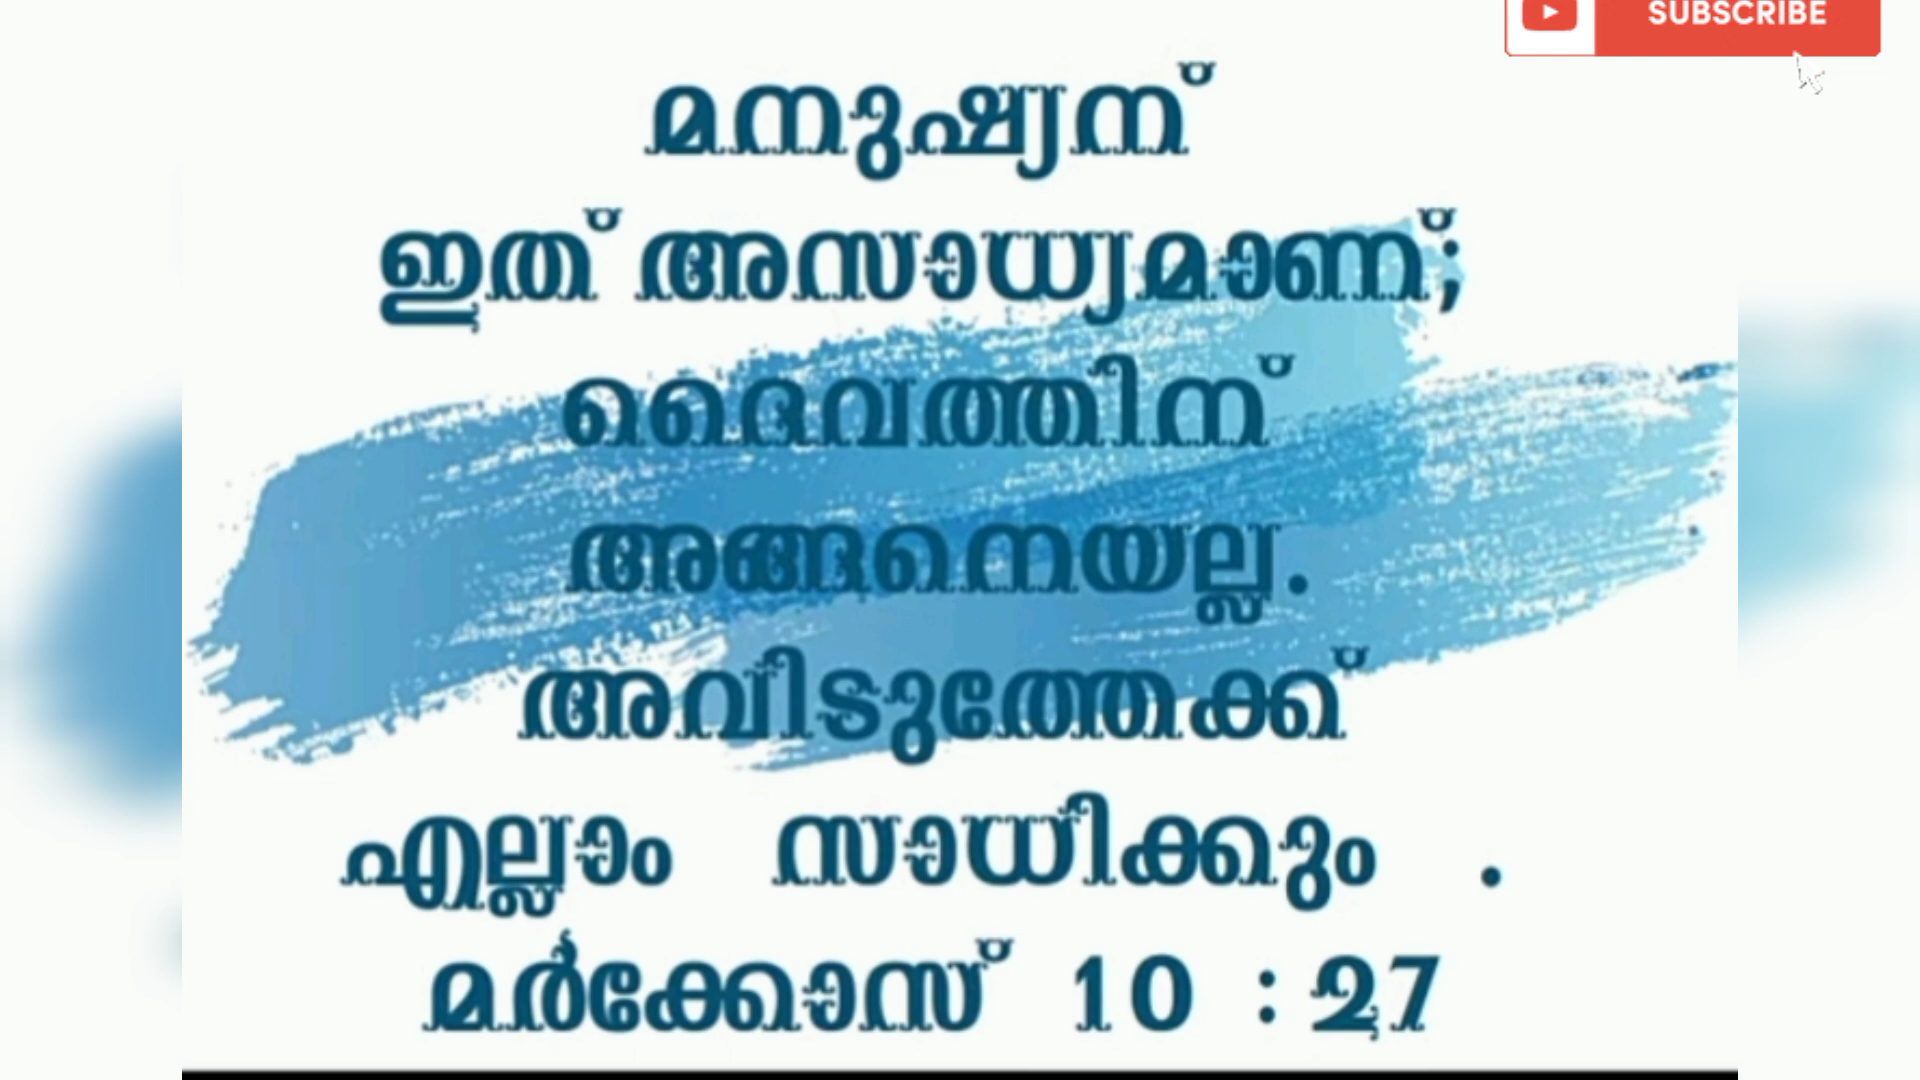 SUBSCRIBE
മനുഷ്യന്
ഇത് അസാധ്യമാണ്;
ദൈവത്തിന്
അങ്ങനെയല്ല.
അവിടുത്തേക്ക്
എല്ലാം സാധിക്കും .
മർക്കോസ് 10 : 27